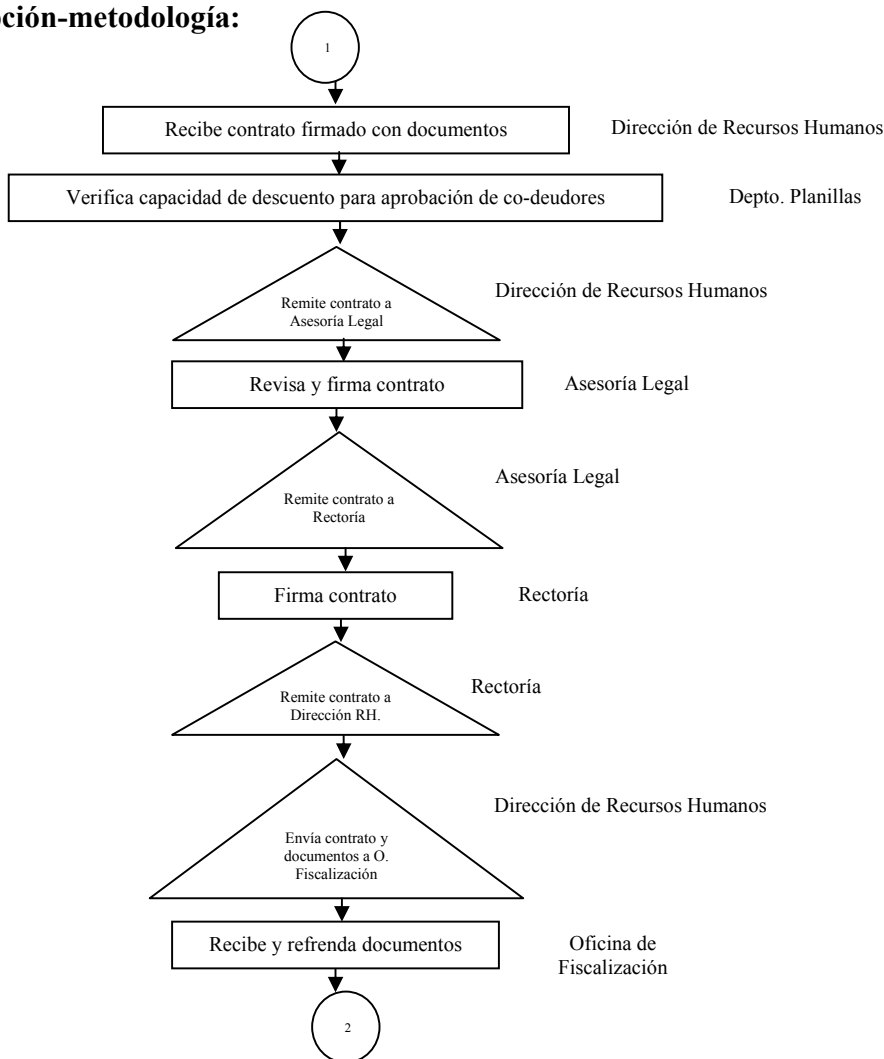 ción-metodología:
1
Recibe contrato firmado con documentos
Dirección de Recursos Humanos
Verifica capacidad de descuento para aprobación de co-deudores
Depto. Planillas
Remite contrato a
Asesoría Legal
Dirección de Recursos Humanos
Revisa y firma contrato
Asesoría Legal
Remite contrato a
Rectoría
Asesoría Legal
Firma contrato
Rectoría
Remite contrato a
Dirección RH.
Rectoría
Envía contrato y
documentos a O.
Fiscalización
Dirección de Recursos Humanos
Recibe y refrenda documentos
Oficina de
Fiscalización
2